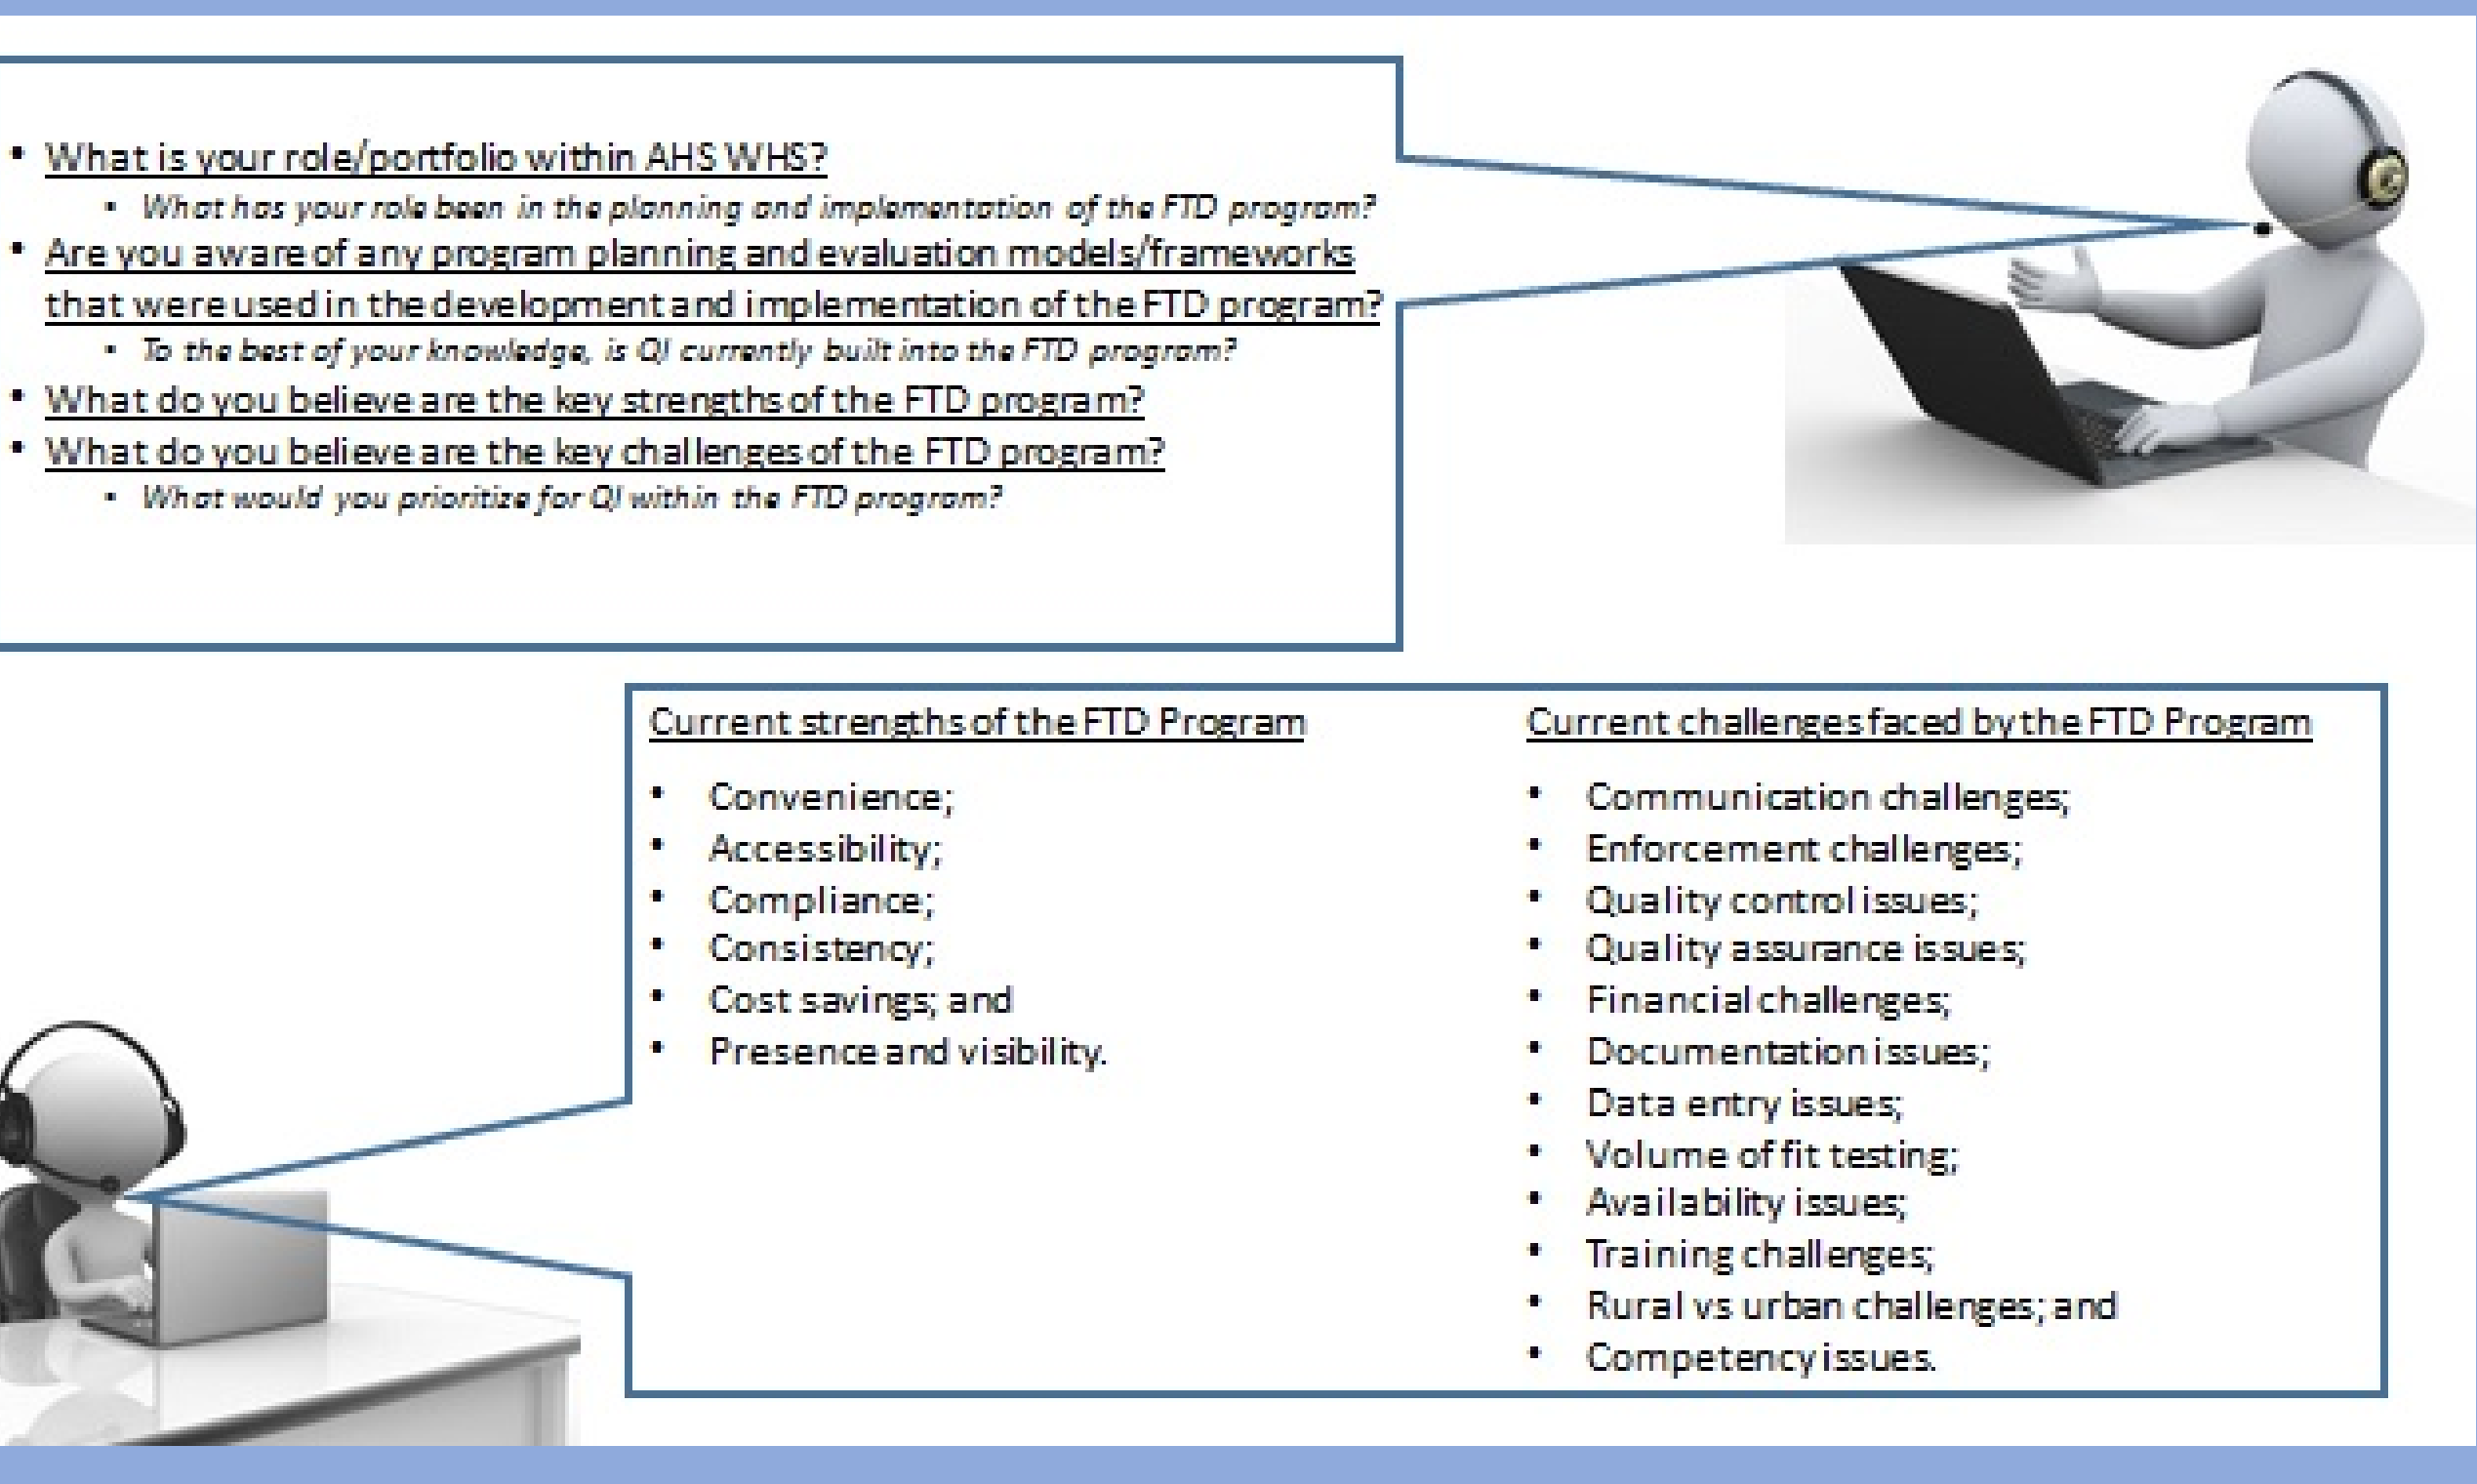 • What is your role/portfolio within AHS WHS?
• What has your role been in the planning and implementation of the FTD program?
• Are you aware of any program planning and evaluation models/frameworks
that were used in the development and implementation of the FTD program?
• To the best of your knowledge, is QI currently built into the FTD program?
• What do you believe are the key strengths of the FTD program?
• What do you believe are the key challenges of the FTD program?
• What would you prioritize for QI within the FTD program?
Current strengths of the FTD Program
• Convenience;
• Accessibility;
• Compliance;
• Consistency;
• Cost savings; and
• Presence and visibility.
Current challenges faced by the FTD Program
• Communication challenges;
• Enforcement challenges;
• Quality control issues;
• Quality assurance issues;
• Financial challenges;
• Documentation issues;
• Data entry issues;
• Volume of fit testing;
• Availability issues;
• Training challenges;
• Rural vs urban challenges; and
• Competency issues.